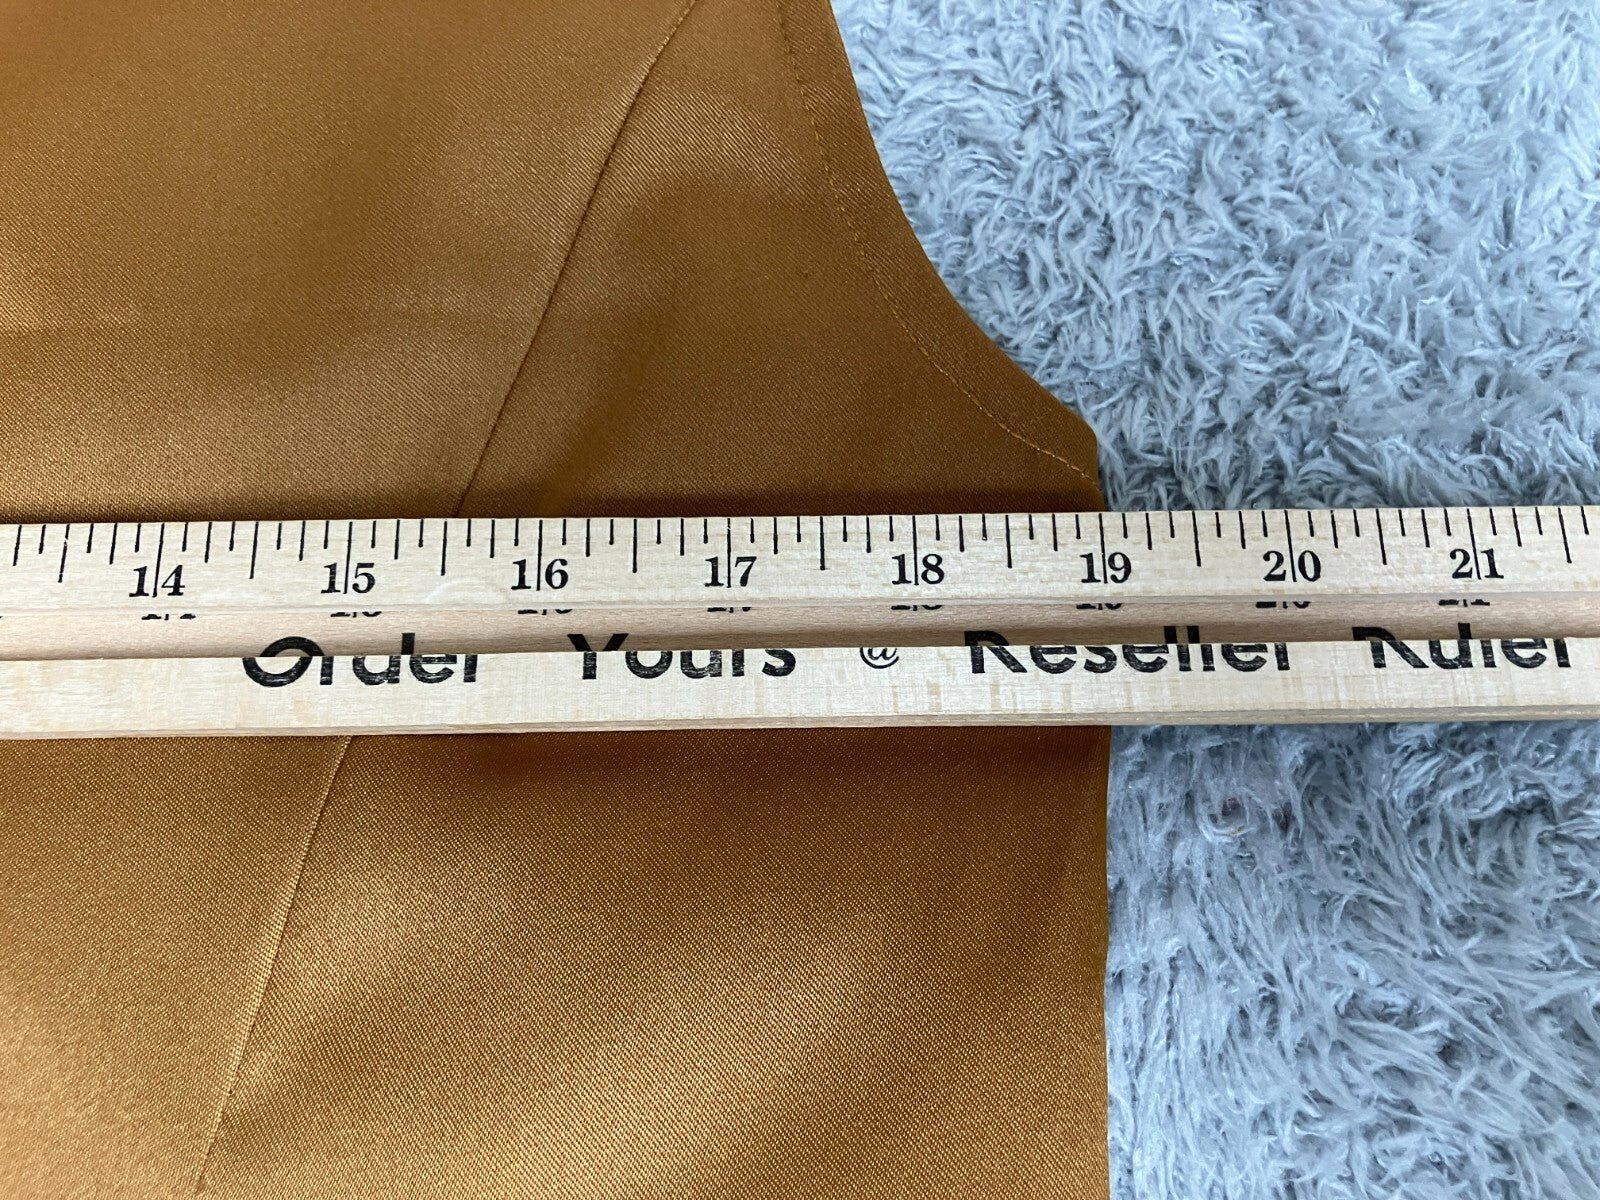 14 15 16 17 18 19 20 21
Order Yours @ Reseller Ruler